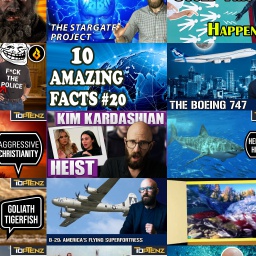 THE STARGATE
PROJECT
HAPPEN
F*CK
THE
POLICE
10
AMAZING
FACTS #20
THE BOEING 747
TOPTENZ
KIM KARDASHIAN
HEIST
AGGRESSIVE
CHRISTIANITY
TOPTENZ
GOLIATH
TIGERFISH
B-29: AMERICA'S FLYING SUPERFORTRESS
TOPTENZ
TOPTENZ